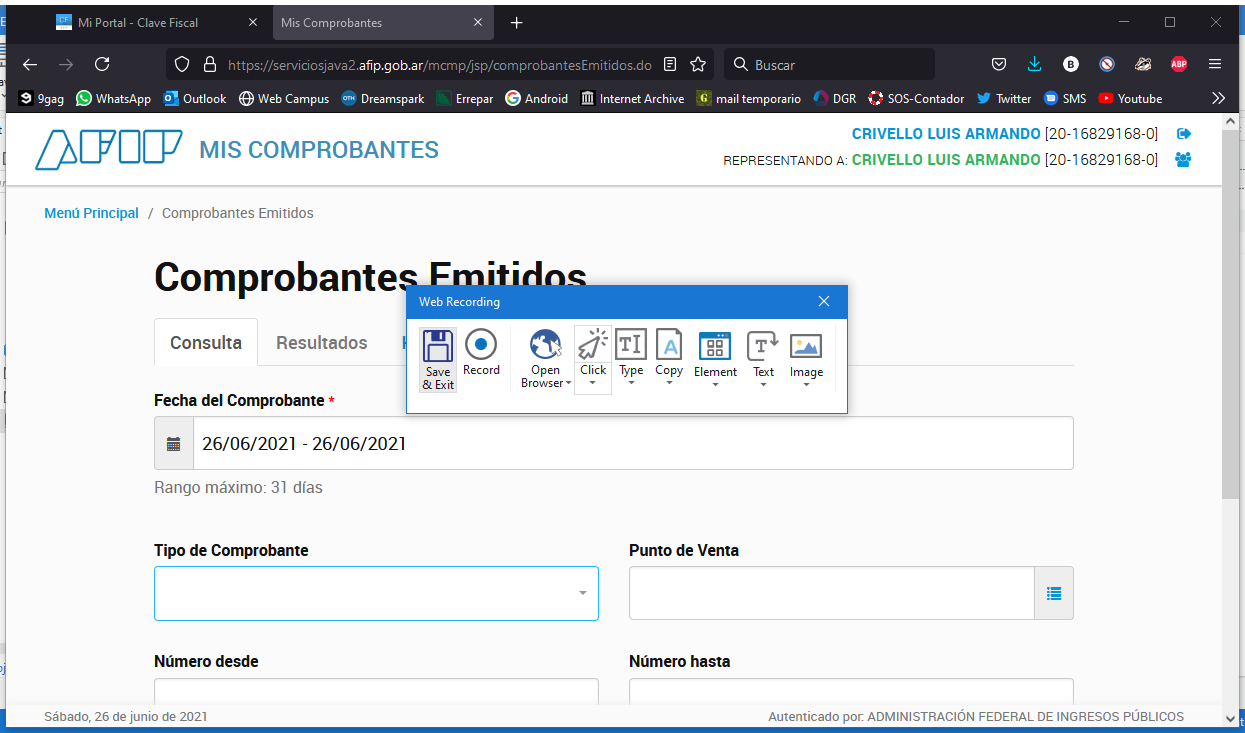 Mi Portal - Clave Fiscal
Mis Comprobantes
https://serviciosjava2.afip.gob.ar/mcmp/jsp/comprobantesEmitidos.do
Buscar
9gag WhatsApp Outlook Web Campus Dreamspark Errepar Android Internet Archive mail temporario DGR SOS-Contador Twitter SMS Youtube
AFIP MIS COMPROBANTES
CRIVELLO LUIS ARMANDO [20-16829168-0]
REPRESENTANDO A: CRIVELLO LUIS ARMANDO [20-16829168-0]
Menú Principal / Comprobantes Emitidos
Comprobantes Emitidos
Web Recording
Consulta
Resultados
Save & Exit
Record
Open Browser
Click
Type
Copy
Element
Text
Image
Fecha del Comprobante *
26/06/2021 - 26/06/2021
Rango máximo: 31 días
Tipo de Comprobante
Punto de Venta
Número desde
Número hasta
Sábado, 26 de junio de 2021
Autenticado por: ADMINISTRACIÓN FEDERAL DE INGRESOS PÚBLICOS